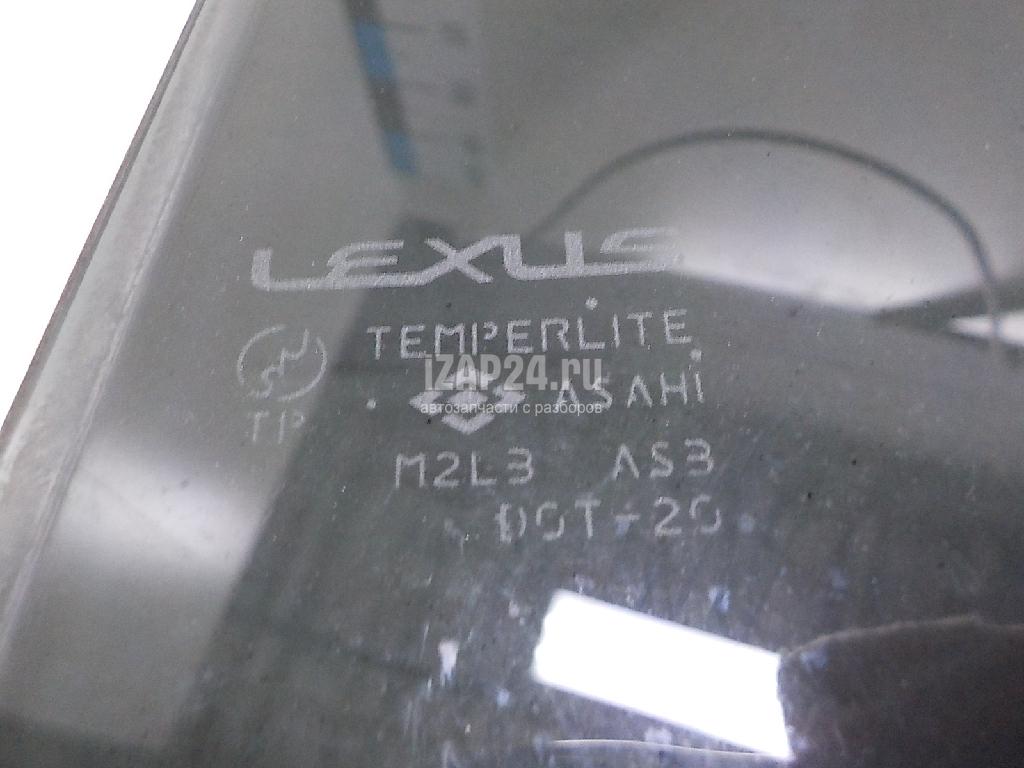 LEXUS
TEMPERLITE
ASAHI
TP
M2L3 AS3
DOT-20
iZAP24.ru
автозапчасти с разборов